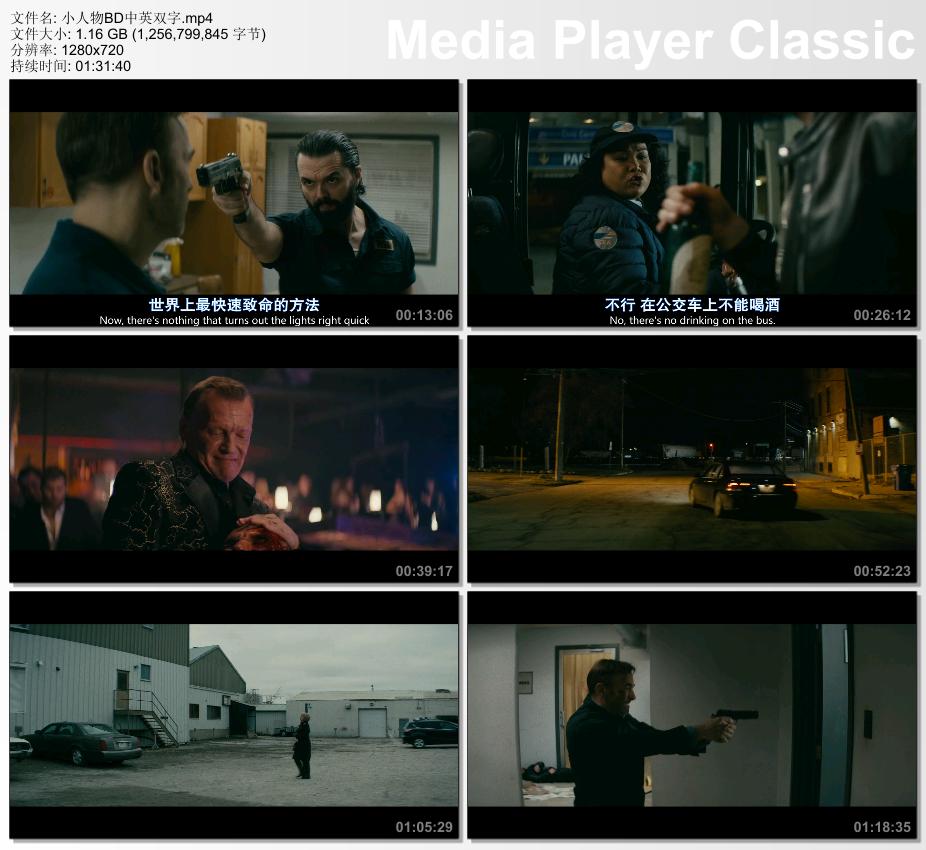 文件名: 小人物BD中英双字.mp4
文件大小: 1.16 GB (1,256,799,845 字节)
分辨率: 1280x720
持续时间: 01:31:40
Media Player Classic
世界上最快速致命的方法
Now, there's nothing that turns out the lights right quick
00:13:06
不行 在公交车上不能喝酒
No, there's no drinking on the bus.
00:26:12
00:39:17
00:52:23
01:05:29
01:18:35